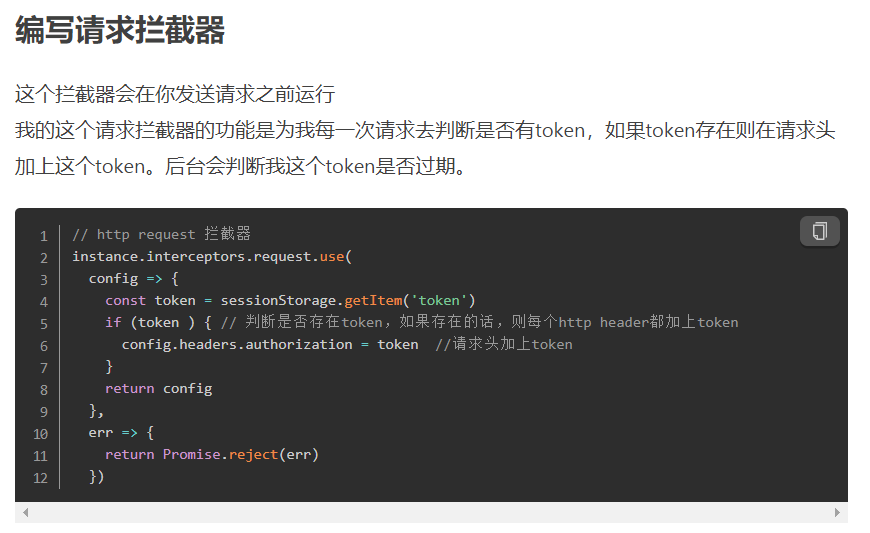 编写请求拦截器
这个拦截器会在你发送请求之前运行
我的这个请求拦截器的功能是为我每一次请求去判断是否有token，如果token存在则在请求头
加上这个token。后台会判断我这个token是否过期。
1 // http request 拦截器
2 instance.interceptors.request.use(
3   config => {
4     const token = sessionStorage.getItem('token')
5     if (token ) { // 判断是否存在token，如果存在的话，则每个http header都加上token
6       config.headers.authorization = token  //请求头加上token
7     }
8     return config
9   },
10   err => {
11     return Promise.reject(err)
12   })